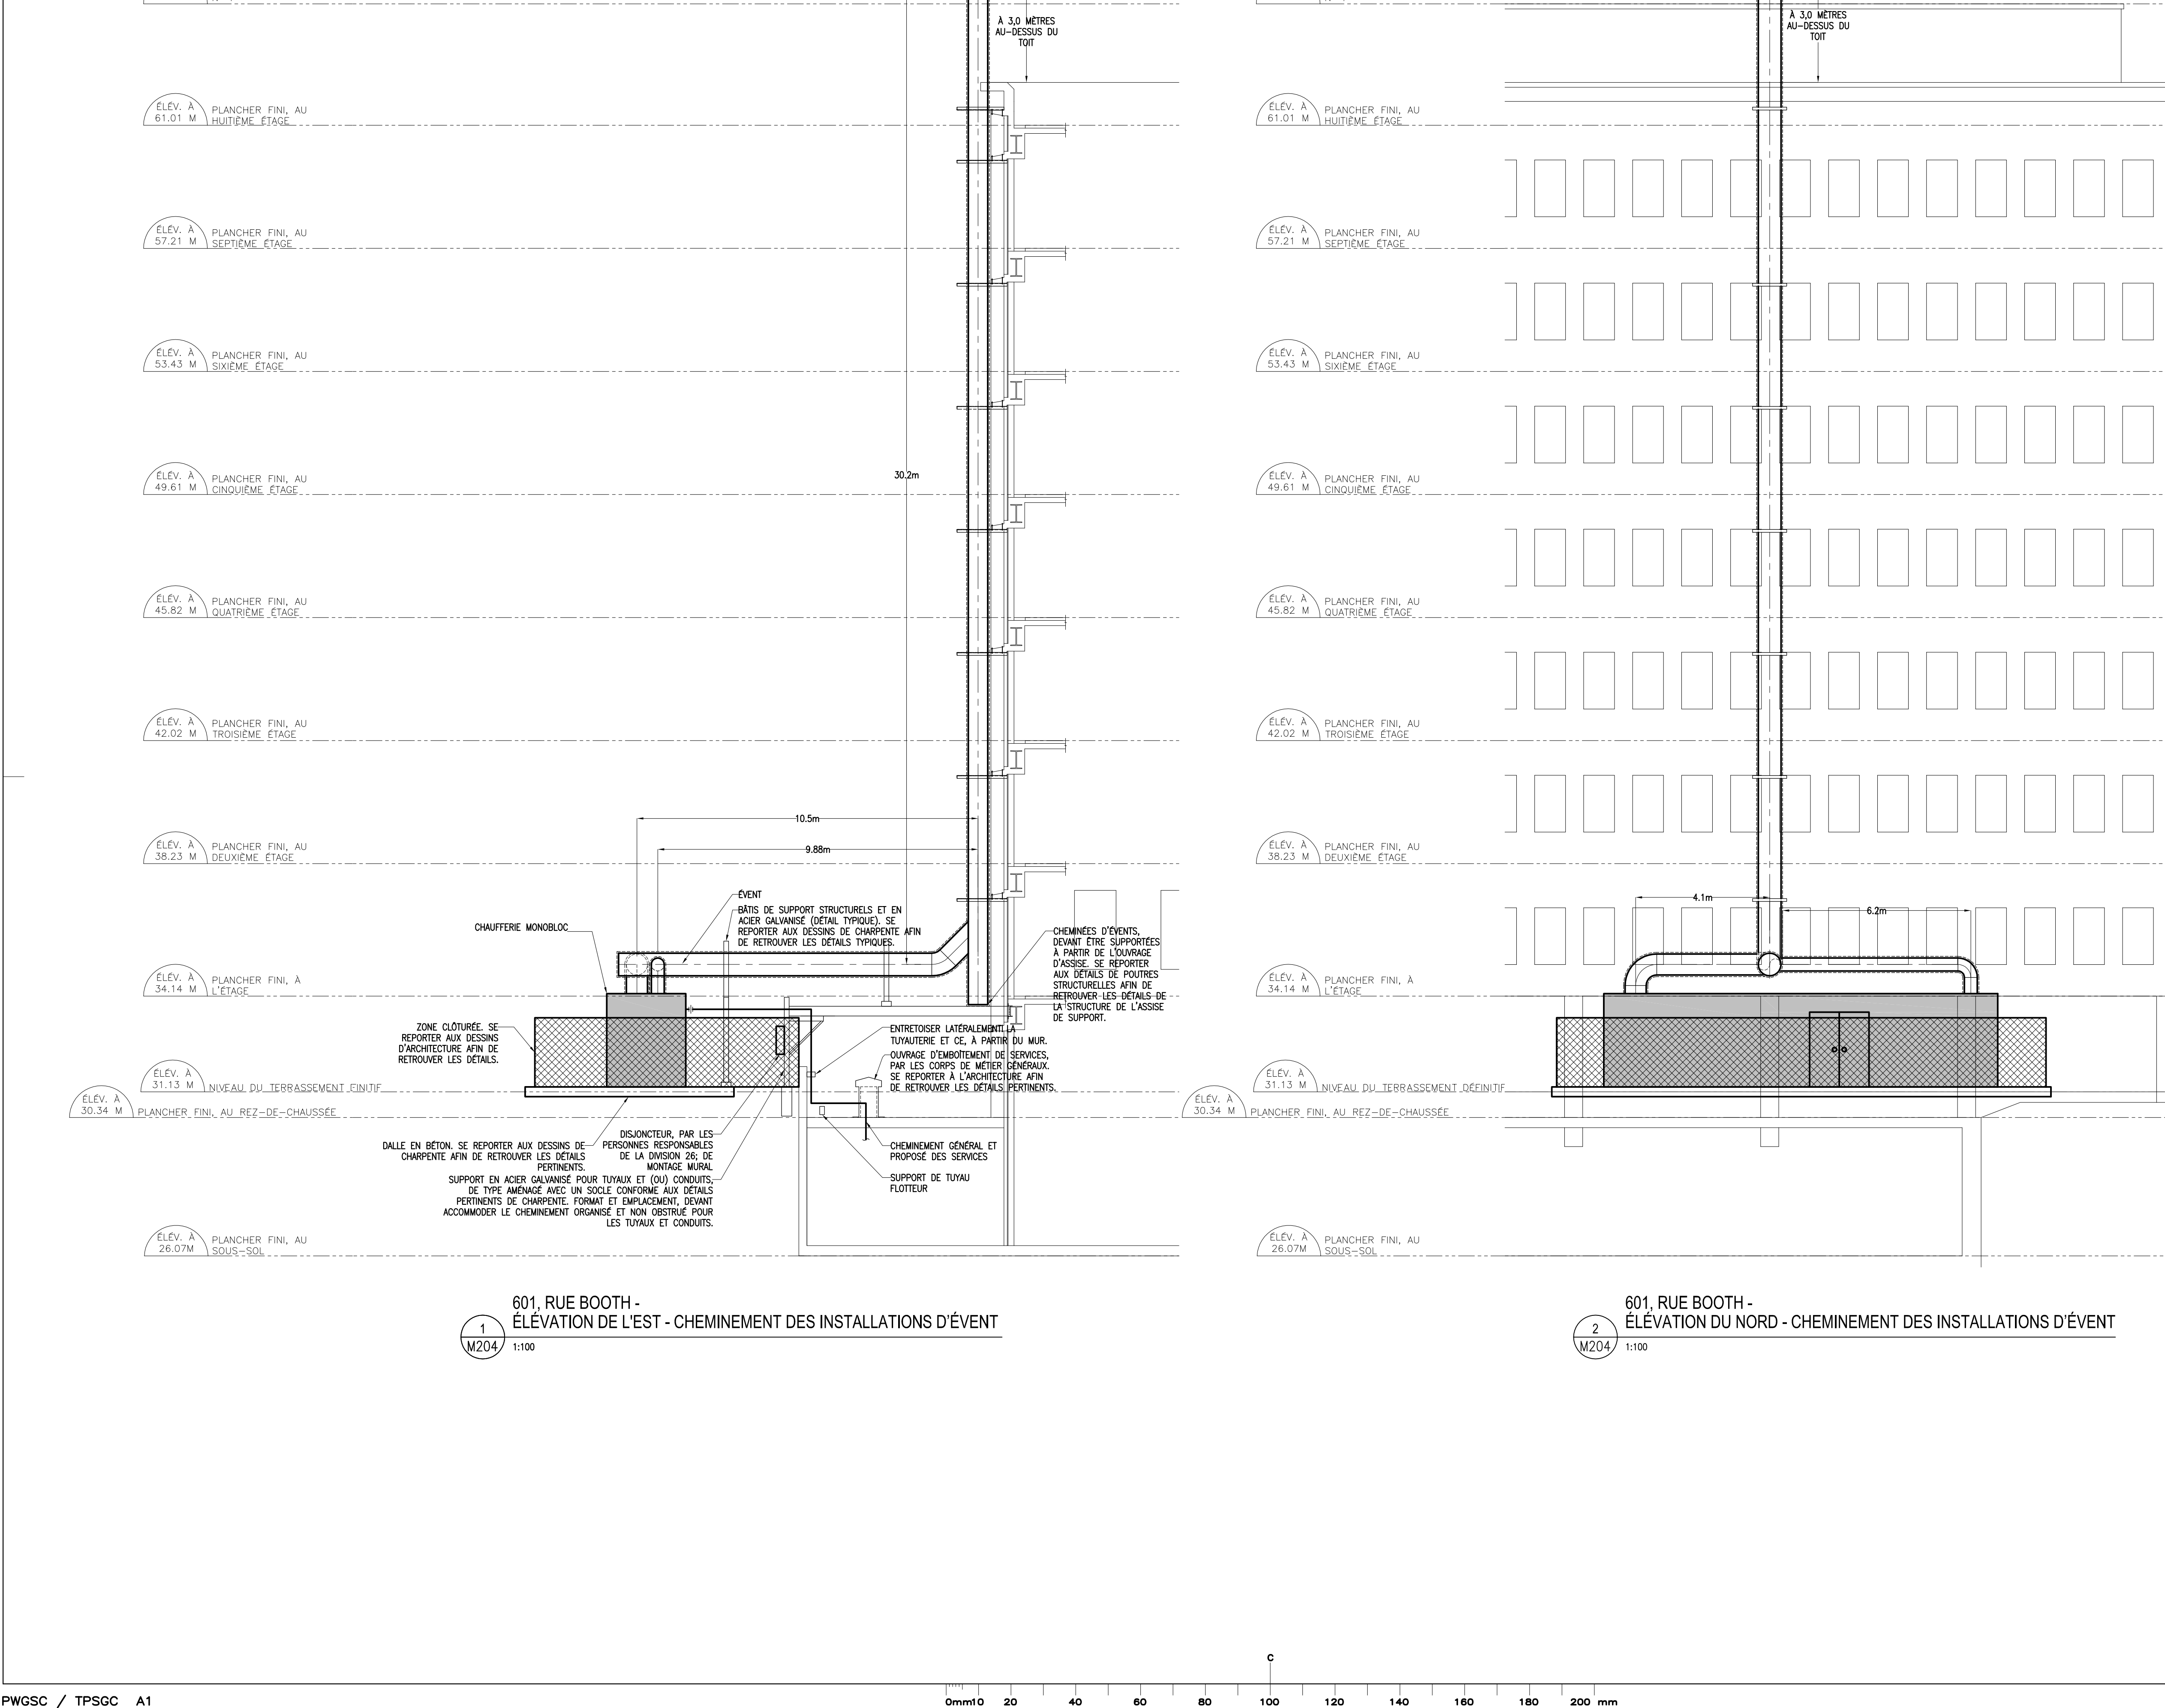 À 3,0 MÈTRES
AU-DESSUS DU
TOIT
ÉLÉV. À
61.01 M
PLANCHER FINI, AU
HUITIÈME ÉTAGE
ÉLÉV. À
57.21 M
PLANCHER FINI, AU
SEPTIÈME ÉTAGE
ÉLÉV. À
53.43 M
PLANCHER FINI, AU
SIXIÈME ÉTAGE
ÉLÉV. À
49.61 M
PLANCHER FINI, AU
CINQUIÈME ÉTAGE
30.2m
ÉLÉV. À
45.82 M
PLANCHER FINI, AU
QUATRIÈME ÉTAGE
ÉLÉV. À
42.02 M
PLANCHER FINI, AU
TROISIÈME ÉTAGE
10.5m
ÉLÉV. À
38.23 M
PLANCHER FINI, AU
DEUXIÈME ÉTAGE
9.88m
ÉVENT
BÂTIS DE SUPPORT STRUCTURELS ET EN
ACIER GALVANISÉ (DÉTAIL TYPIQUE). SE
REPORTER AUX DESSINS DE CHARPENTE AFIN
DE RETROUVER LES DÉTAILS TYPIQUES.
CHAUFFERIE MONOBLOC
CHEMINÉES D'ÉVENTS,
DEVANT ÊTRE SUPPORTÉES
À PARTIR DE L'OUVRAGE
D'ASSISE. SE REPORTER
AUX DÉTAILS DE POUTRES
STRUCTURELLES AFIN DE
RETROUVER LES DÉTAILS DE
LA STRUCTURE DE L'ASSISE
DE SUPPORT.
ÉLÉV. À
34.14 M
PLANCHER FINI, À
L'ÉTAGE
ZONE CLÔTURÉE. SE
REPORTER AUX DESSINS
D'ARCHITECTURE AFIN DE
RETROUVER LES DÉTAILS.
ENTRETOISER LATÉRALEMENT LA
TUYAUTERIE ET CE, À PARTIR DU MUR.
OUVRAGE D'EMBOÎTEMENT DE SERVICES,
PAR LES CORPS DE MÉTIER GÉNÉRAUX.
SE REPORTER À L'ARCHITECTURE AFIN
DE RETROUVER LES DÉTAILS PERTINENTS.
ÉLÉV. À
31.13 M
NIVEAU DU TERRASSEMENT FINITIF
ÉLÉV. À
30.34 M
PLANCHER FINI, AU REZ-DE-CHAUSSÉE
DALLE EN BÉTON. SE REPORTER AUX DESSINS DE
CHARPENTE AFIN DE RETROUVER LES DÉTAILS
PERTINENTS.
DISJONCTEUR, PAR LES
PERSONNES RESPONSABLES
DE LA DIVISION 26; DE
MONTAGE MURAL
CHEMINEMENT GÉNÉRAL ET
PROPOSÉ DES SERVICES
SUPPORT DE TUYAU
FLOTTEUR
SUPPORT EN ACIER GALVANISÉ POUR TUYAUX ET (OU) CONDUITS,
DE TYPE AMÉNAGÉ AVEC UN SOCLE CONFORME AUX DÉTAILS
PERTINENTS DE CHARPENTE. FORMAT ET EMPLACEMENT, DEVANT
ACCOMMODER LE CHEMINEMENT ORGANISÉ ET NON OBSTRUÉ POUR
LES TUYAUX ET CONDUITS.
ÉLÉV. À
26.07M
PLANCHER FINI, AU
SOUS-SOL
1
M204
601, RUE BOOTH -
ÉLÉVATION DE L'EST - CHEMINEMENT DES INSTALLATIONS D'ÉVENT
1:100
À 3,0 MÈTRES
AU-DESSUS DU
TOIT
ÉLÉV. À
61.01 M
PLANCHER FINI, AU
HUITIÈME ÉTAGE
ÉLÉV. À
57.21 M
PLANCHER FINI, AU
SEPTIÈME ÉTAGE
ÉLÉV. À
53.43 M
PLANCHER FINI, AU
SIXIÈME ÉTAGE
ÉLÉV. À
49.61 M
PLANCHER FINI, AU
CINQUIÈME ÉTAGE
ÉLÉV. À
45.82 M
PLANCHER FINI, AU
QUATRIÈME ÉTAGE
ÉLÉV. À
42.02 M
PLANCHER FINI, AU
TROISIÈME ÉTAGE
ÉLÉV. À
38.23 M
PLANCHER FINI, AU
DEUXIÈME ÉTAGE
4.1m
6.2m
ÉLÉV. À
34.14 M
PLANCHER FINI, À
L'ÉTAGE
ÉLÉV. À
31.13 M
NIVEAU DU TERRASSEMENT DÉFINITIF
ÉLÉV. À
30.34 M
PLANCHER FINI, AU REZ-DE-CHAUSSÉE
ÉLÉV. À
26.07M
PLANCHER FINI, AU
SOUS-SOL
2
M204
601, RUE BOOTH -
ÉLÉVATION DU NORD - CHEMINEMENT DES INSTALLATIONS D'ÉVENT
1:100
C
PWGSC / TPSGC A1
0mm10 20 40 60 80 100 120 140 160 180 200 mm